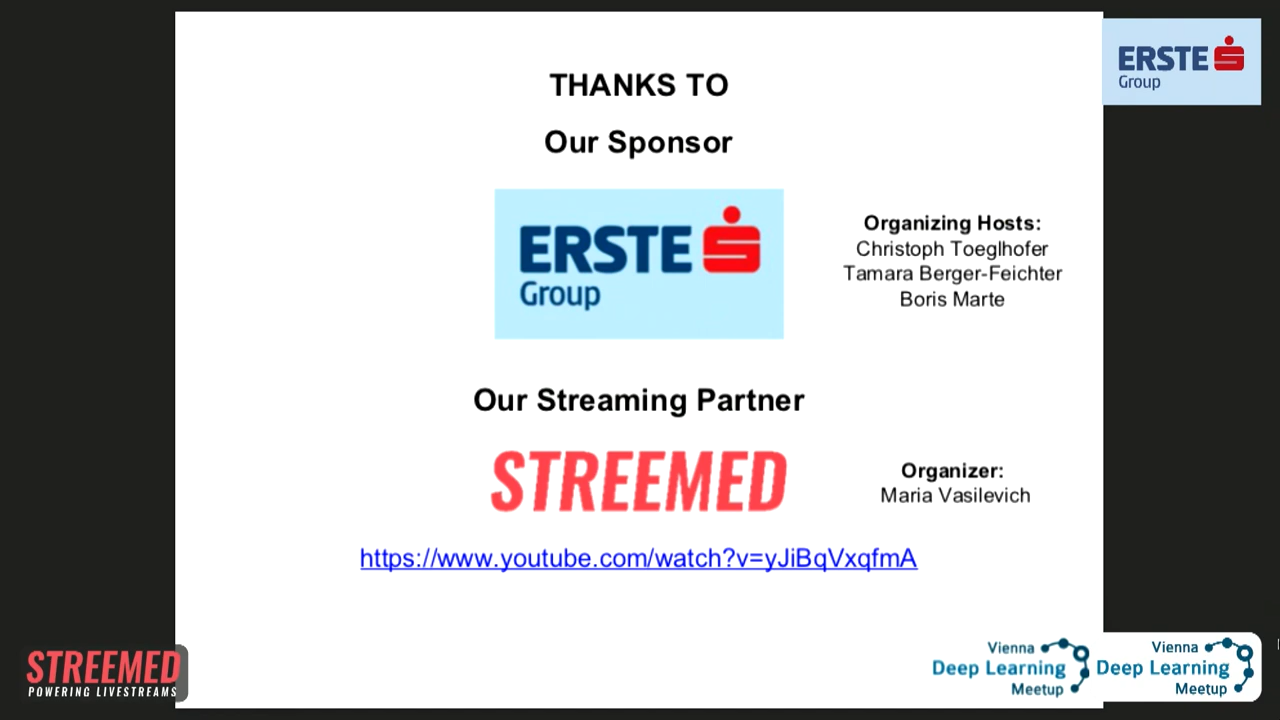 THANKS TO
Our Sponsor
ERSTE
Group
ERSTE
Group
Organizing Hosts:
Christoph Toeglhofer
Tamara Berger-Feichter
Boris Marte
Our Streaming Partner
STREEMED
Organizer:
Maria Vasilevich
https://www.youtube.com/watch?v=yJiBqVxqfmA
STREEMED
POWERING LIVESTREAMS
Vienna
Deep Learning
Meetup
Vienna
Deep Learning
Meetup